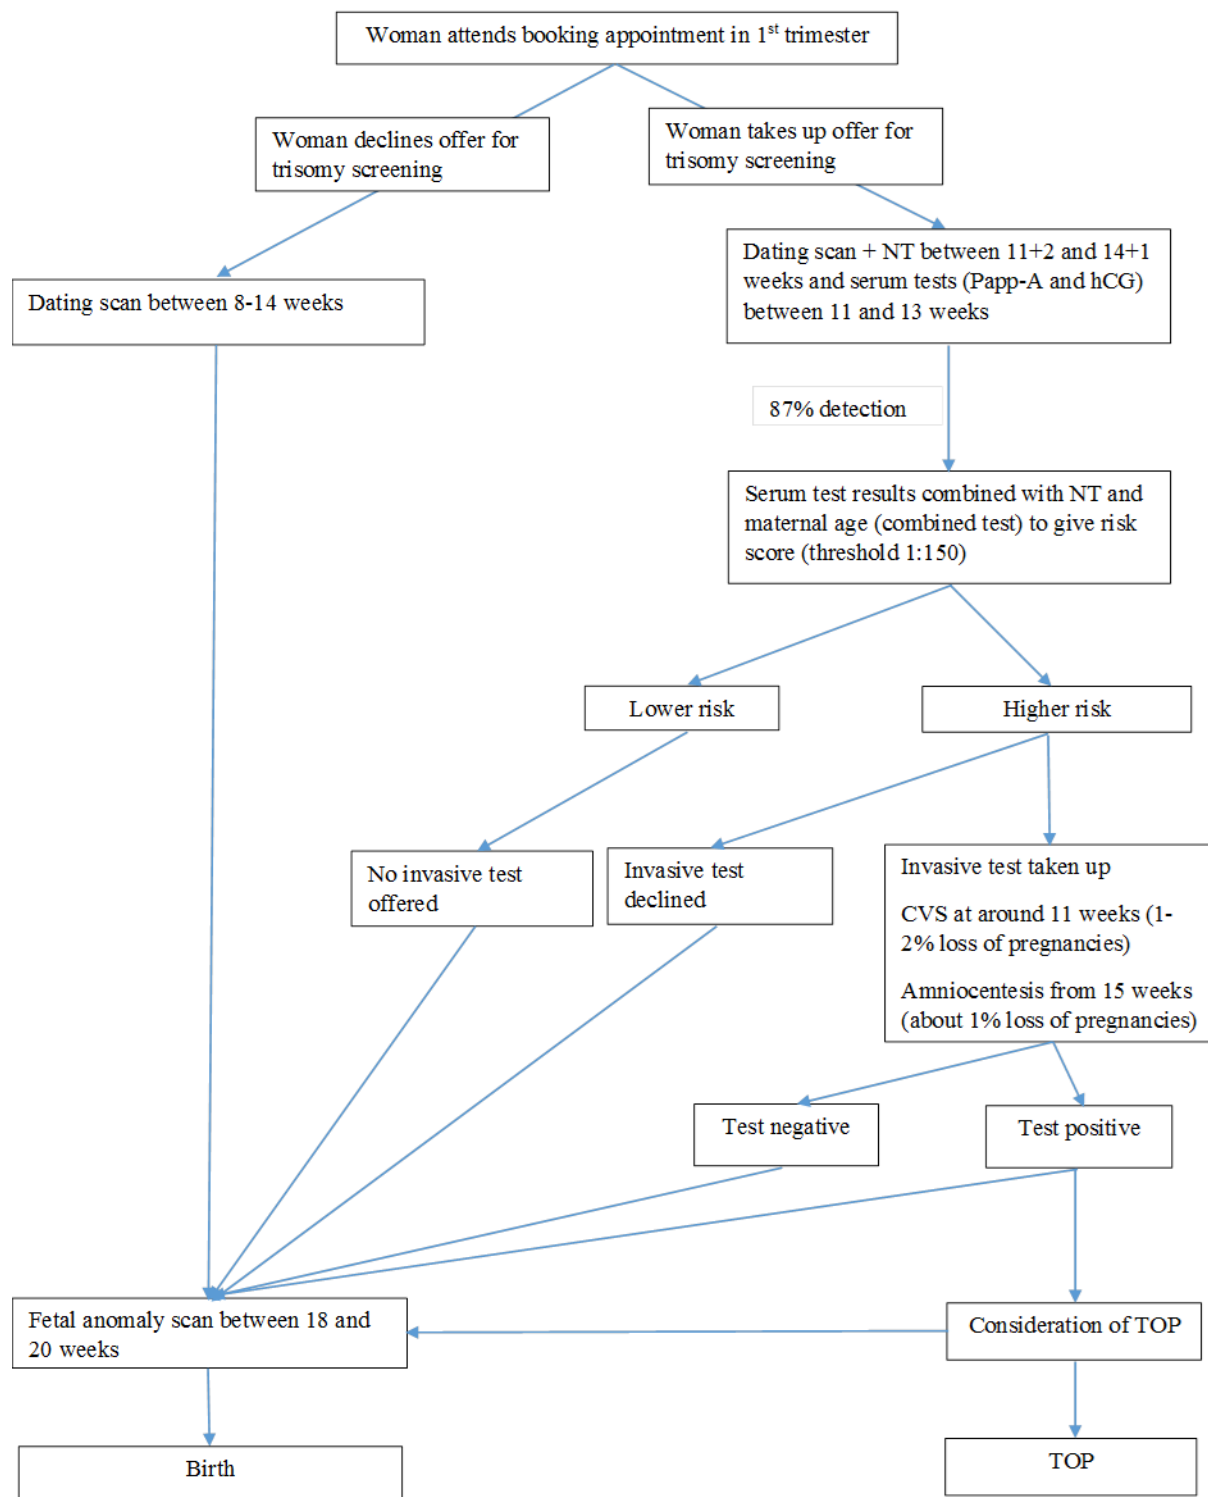 Woman attends booking appointment in 1st trimester
Woman declines offer for
trisomy screening
Woman takes up offer for
trisomy screening
Dating scan between 8-14 weeks
Dating scan + NT between 11+2 and 14+1
weeks and serum tests (Papp-A and hCG)
between 11 and 13 weeks
87% detection
Serum test results combined with NT and
maternal age (combined test) to give risk
score (threshold 1:150)
Lower risk
Higher risk
No invasive test
offered
Invasive test
declined
Invasive test taken up
CVS at around 11 weeks (1-
2% loss of pregnancies)
Amniocentesis from 15 weeks
(about 1% loss of pregnancies)
Test negative
Test positive
Fetal anomaly scan between 18 and
20 weeks
Consideration of TOP
Birth
TOP